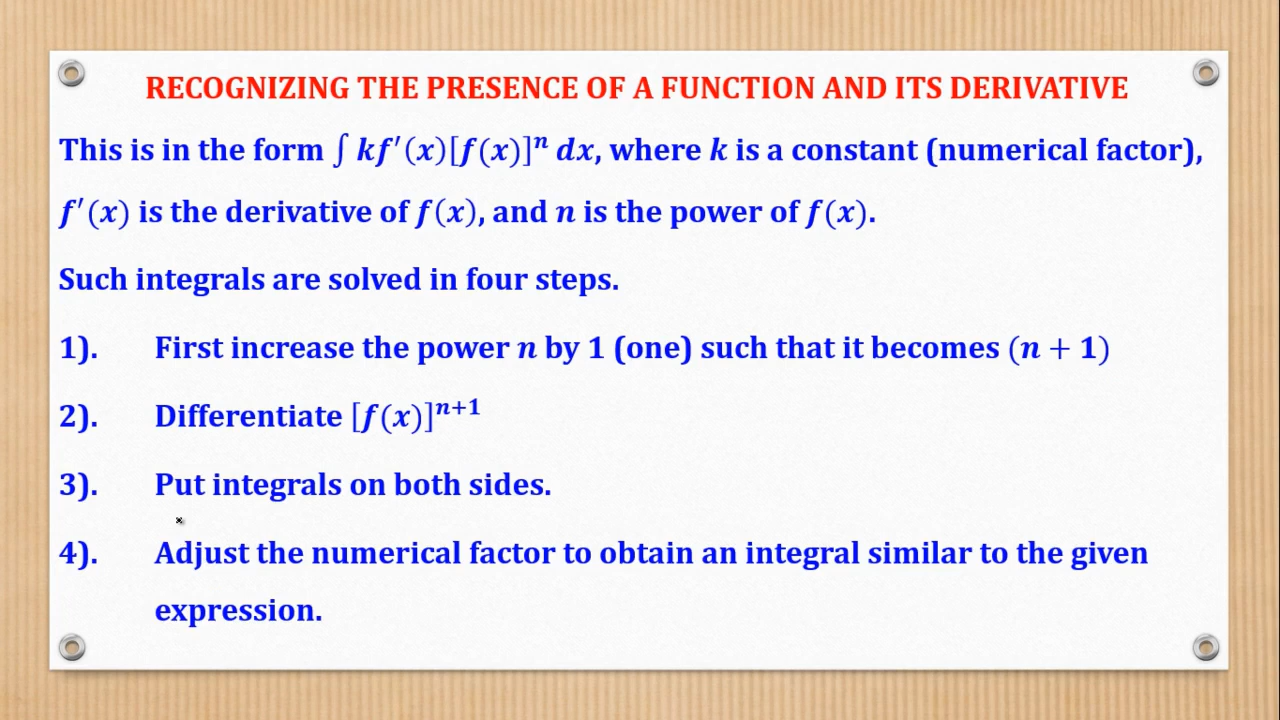 RECOGNIZING THE PRESENCE OF A FUNCTION AND ITS DERIVATIVE
This is in the form ∫ kf′(x)[f(x)]ⁿ dx, where k is a constant (numerical factor),
f′(x) is the derivative of f(x), and n is the power of f(x).
Such integrals are solved in four steps.
1). First increase the power n by 1 (one) such that it becomes (n + 1)
2). Differentiate [f(x)]ⁿ⁺¹
3). Put integrals on both sides.
4). Adjust the numerical factor to obtain an integral similar to the given
expression.